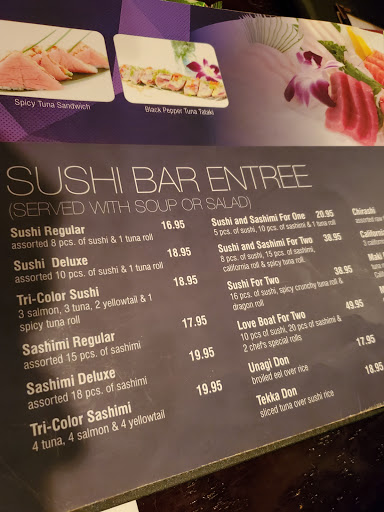 Spicy Tuna Sandwich
Black Pepper Tuna Tataki
SUSHI BAR ENTREE
(SERVED WITH SOUP OR SALAD)
Sushi Regular 16.95
assorted 8 pcs. of sushi & 1 tuna roll
Sushi Deluxe 18.95
assorted 10 pcs. of sushi & 1 tuna roll
Tri-Color Sushi 18.95
3 salmon, 3 tuna, 2 yellowtail & 1
spicy tuna roll
Sashimi Regular 17.95
assorted 15 pcs. of sashimi
Sashimi Deluxe 19.95
assorted 18 pcs. of sashimi
Tri-Color Sashimi 19.95
4 tuna, 4 salmon & 4 yellowtail
Sushi and Sashimi For One 20.95
5 pcs. of sushi, 10 pcs. of sashimi & 1 tuna roll
Sushi and Sashimi For Two 38.95
8 pcs. of sushi, 15 pcs. of sashimi,
california roll & spicy tuna roll
Sushi For Two 38.95
16 pcs. of sushi, spicy crunchy tuna roll &
dragon roll
Love Boat For Two 49.95
10 pcs of sushi, 20 pcs of sashimi &
2 chef's special rolls
Unagi Don 17.95
broiled eel over rice
Tekka Don 18.95
sliced tuna over sushi rice
Chirashi
assorted
California
3 california
Maki